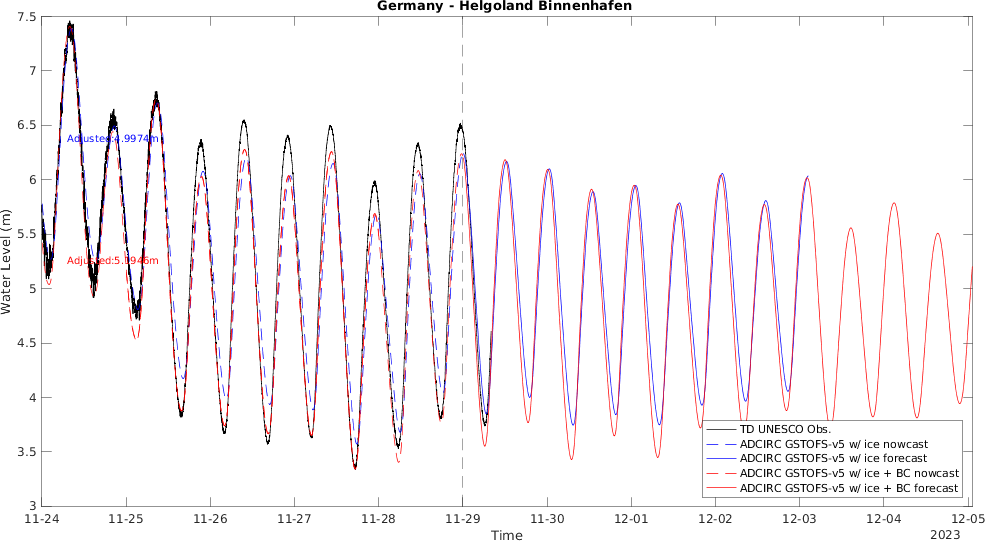 Germany - Helgoland Binnenhafen
7.5
7
6.5
6
5.5
5
4.5
4
3.5
3
Water Level (m)
Adjusted:4.9974m
TD UNESCO Obs.
ADCIRC GSTOFS-v5 w/ ice nowcast
ADCIRC GSTOFS-v5 w/ ice forecast
ADCIRC GSTOFS-v5 w/ ice + BC nowcast
ADCIRC GSTOFS-v5 w/ ice + BC forecast
11-24
11-25
11-26
11-27
11-28
11-29
11-30
12-01
12-02
12-03
12-04
12-05
Time
2023